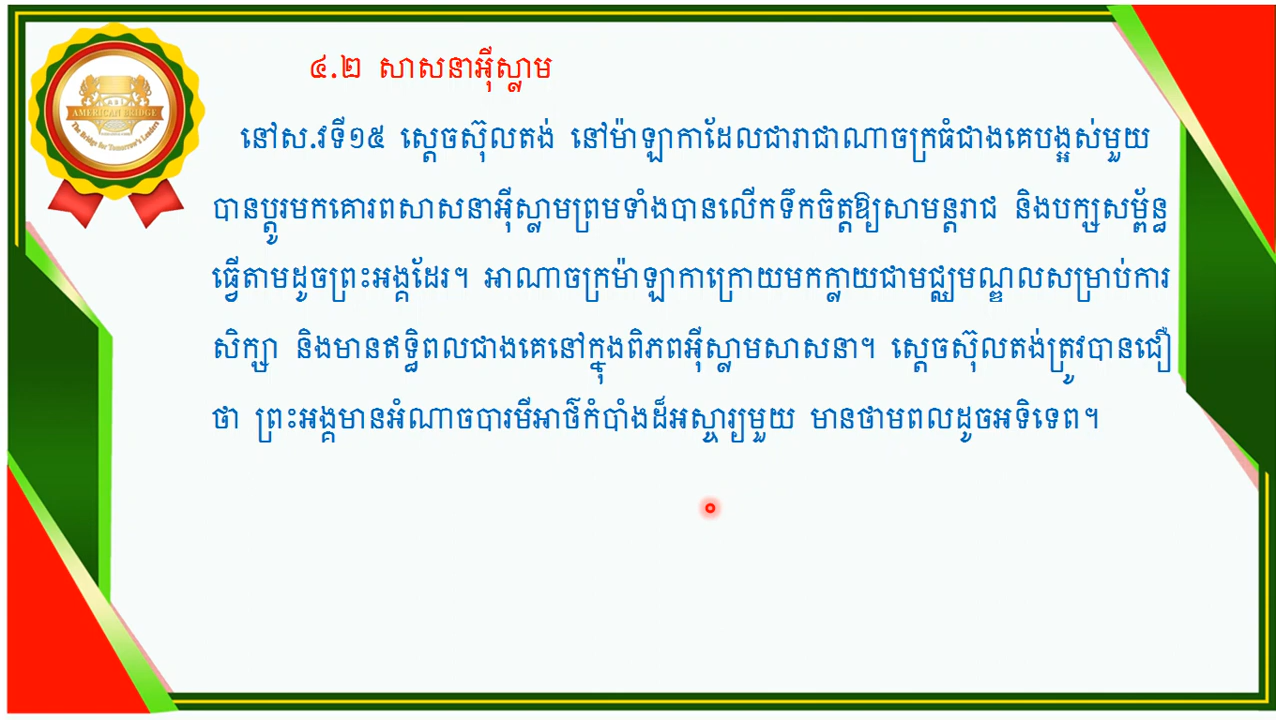 ៤.២ សាសនាអ៊ីស្លាម
នៅស.វទី១៥ ស្តេចស៊ុលតង់ នៅម៉ាឡាកាដែលជារាជាណាចក្រធំជាងគេបង្អស់មួយ
បានប្តូរមកគោរពសាសនាអ៊ីស្លាមព្រមទាំងបានលើកទឹកចិត្តឱ្យសាមន្តរាជ និងបក្សសម្ព័ន្ធ
ធ្វើតាមដូចព្រះអង្គដែរ។ អាណាចក្រម៉ាឡាកាក្រោយមកក្លាយជាមជ្ឈមណ្ឌលសម្រាប់ការ
សិក្សា និងមានឥទ្ធិពលជាងគេនៅក្នុងពិភពអ៊ីស្លាមសាសនា។ ស្តេចស៊ុលតង់ត្រូវបានជឿ
ថា ព្រះអង្គមានអំណាចបារមីអាថ៌កំបាំងដ៏អស្ចារ្យមួយ មានថាមពលដូចអទិទេព។
ABI
AMERICAN BRIDGE
The Bridge for Tomorrow's Leaders